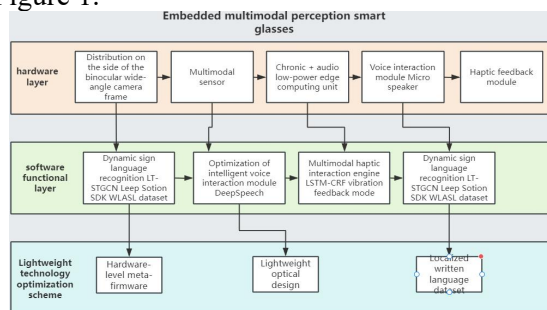 Figure 1.
Embedded multimodal perception smart
glasses
hardware
layer
Distribution on
the side of the
binocular wide-
angle camera
frame
Multimodal
sensor
Chronic + audio
low-power edge
computing unit
Voice interaction
module Micro
speaker
Haptic feedback
module
software
functional
layer
Dynamic sign
language
recognition LT-
STGCN Leep Sotion
SDK WLASL dataset
Optimization of
intelligent voice
interaction module
DeepSpeech
Multimodal haptic
interaction engine
LSTM-CRF vibration
feedback mode
Dynamic sign
language
recognition LT-
STGCN Leep Sotion
SDK WLASL dataset
Lightweight
technology
optimization
scheme
Hardware-
level meta-
firmware
Lightweight
optical
design
Localized
written
language
dataset